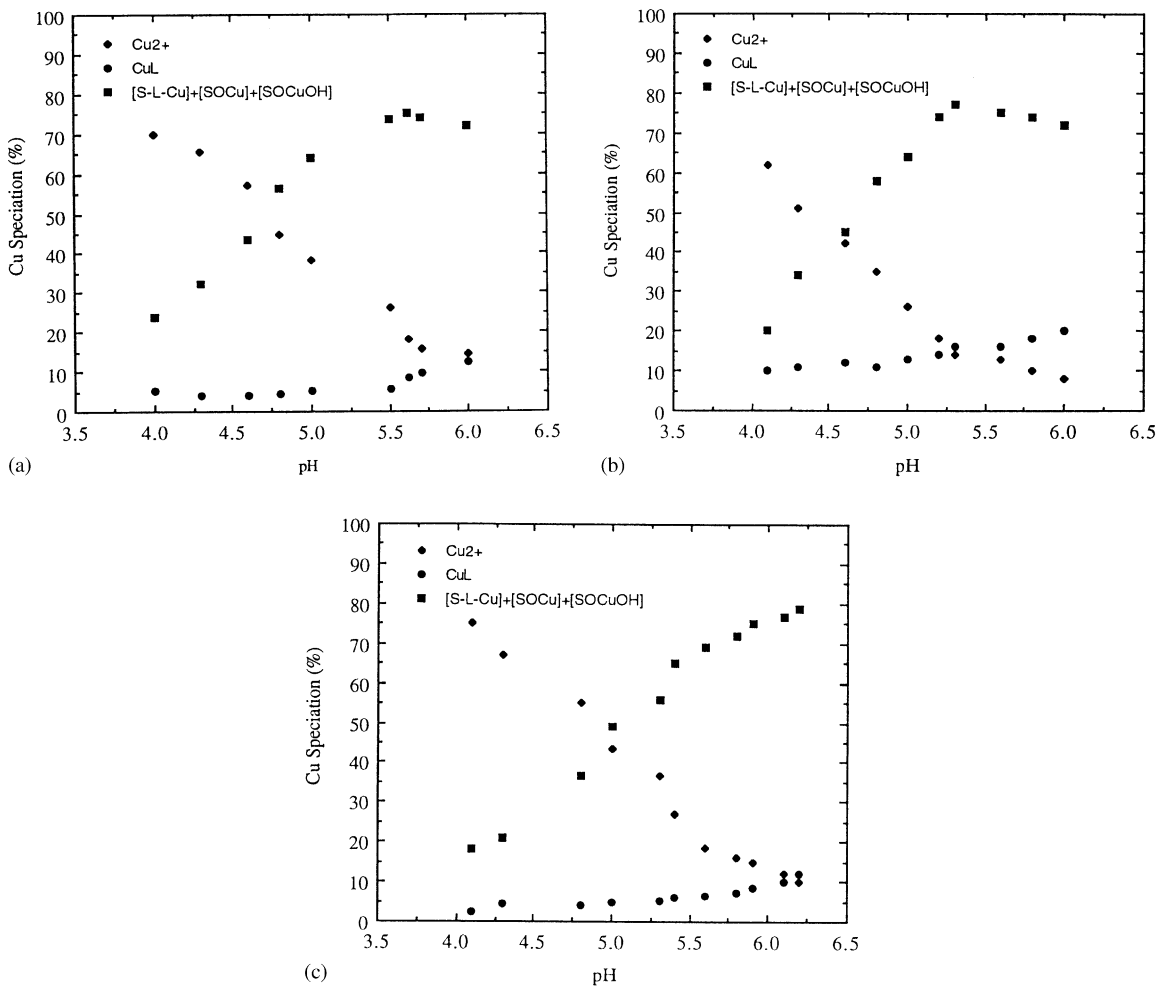 100
90
80
70
60
50
40
30
20
10
0
Cu Speciation (%)
Cu2+
CuL
[S-L-Cu]+[SOCu]+[SOCuOH]
3.5 4.0 4.5 5.0 5.5 6.0 6.5
pH
(a)
100
90
80
70
60
50
40
30
20
10
0
Cu Speciation (%)
Cu2+
CuL
[S-L-Cu]+[SOCu]+[SOCuOH]
3.5 4.0 4.5 5.0 5.5 6.0 6.5
pH
(b)
100
90
80
70
60
50
40
30
20
10
0
Cu Speciation (%)
Cu2+
CuL
[S-L-Cu]+[SOCu]+[SOCuOH]
3.5 4.0 4.5 5.0 5.5 6.0 6.5
pH
(c)